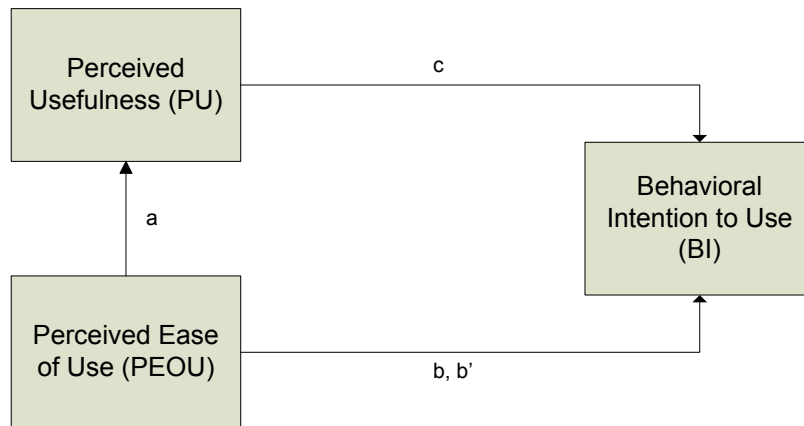 Perceived
Usefulness (PU)
c
Behavioral
Intention to Use
(BI)
a
Perceived Ease
of Use (PEOU)
b, b’